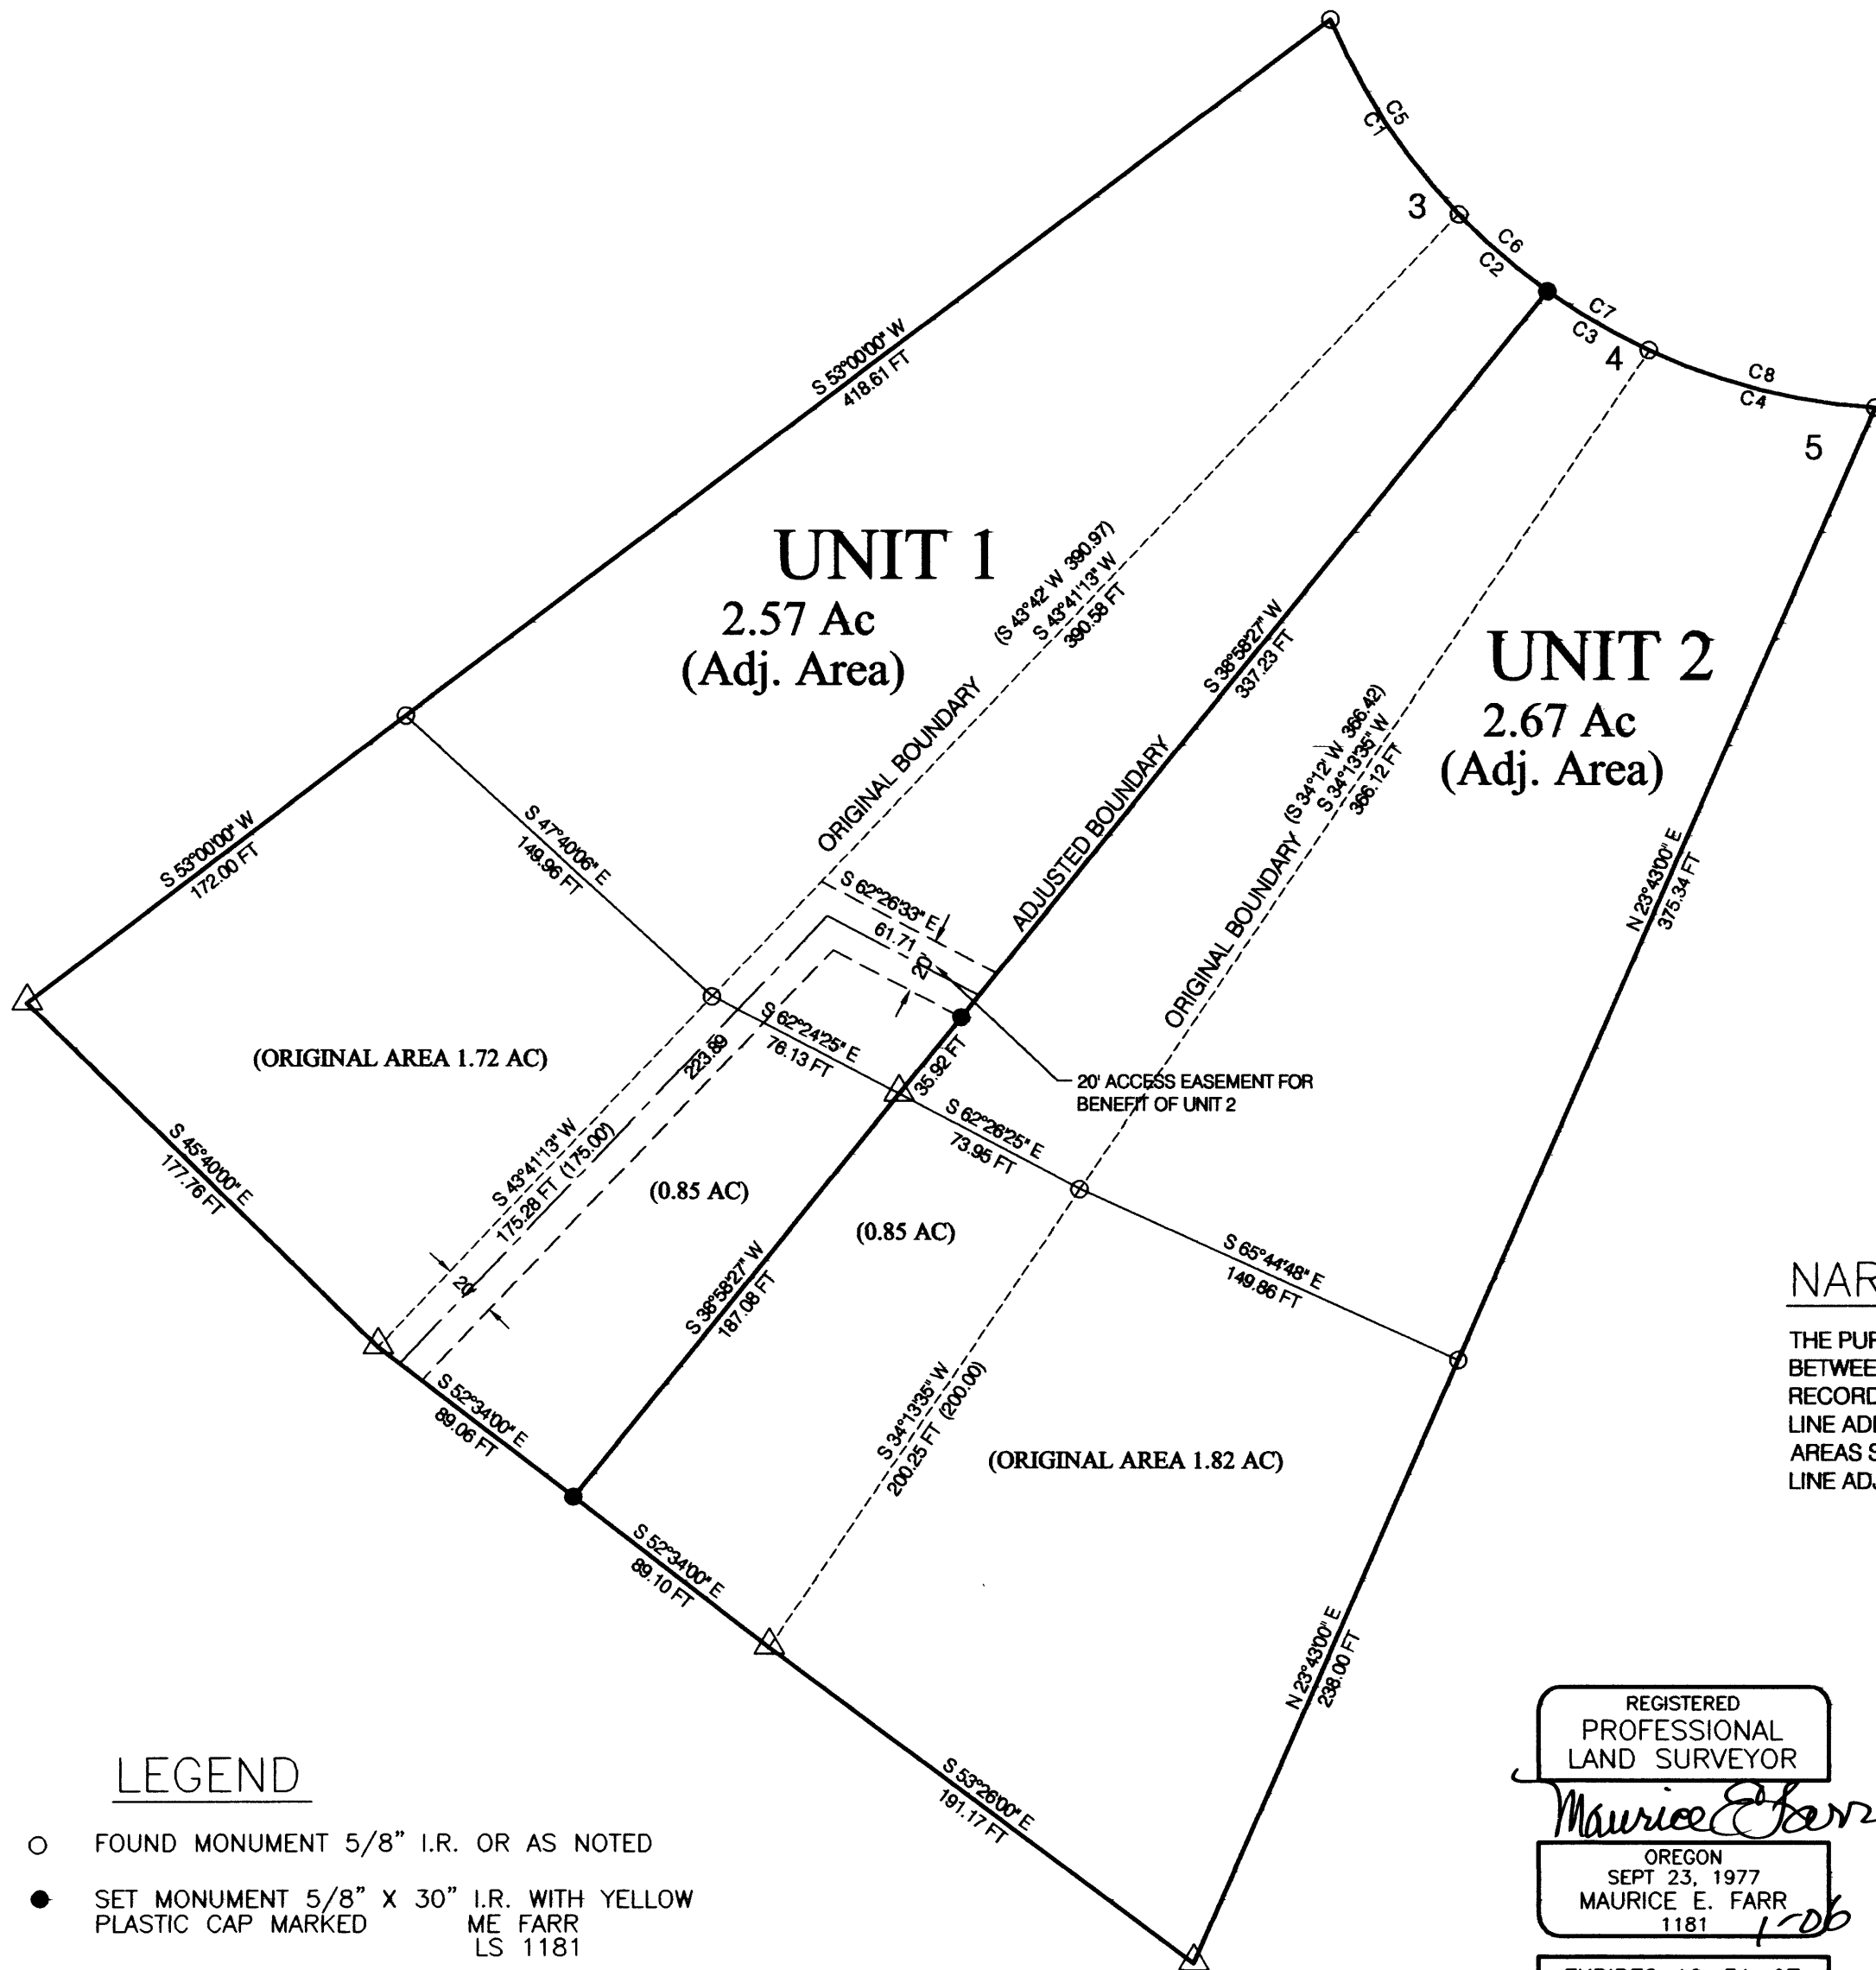 C5
C1
3
C6
C2
C7
C3
4
C8
C4
5
S 53°00'00" W
418.61 FT
UNIT 1
2.57 Ac
(Adj. Area)
(S 43°42' W 390.97)
S 43°41'13" W
390.58 FT
ORIGINAL BOUNDARY
S 38°58'27" W
337.23 FT
ADJUSTED BOUNDARY
UNIT 2
2.67 Ac
(Adj. Area)
(S 34°12' W 366.42)
S 34°13'35" W
366.12 FT
ORIGINAL BOUNDARY
N 23°43'00" E
375.34 FT
S 53°00'00" W
172.00 FT
S 47°40'06" E
149.96 FT
S 62°26'33" E
61.71
20'
S 62°24'25" E
76.13 FT
35.92 FT
20' ACCESS EASEMENT FOR
BENEFIT OF UNIT 2
(ORIGINAL AREA 1.72 AC)
223.89
S 62°26'25" E
73.95 FT
S 45°40'00" E
177.76 FT
S 43°41'13" W
175.28 FT (175.00')
(0.85 AC)
(0.85 AC)
20'
S 38°58'27" W
187.08 FT
S 65°44'48" E
149.86 FT
S 52°34'00" E
89.06 FT
S 34°13'35" W
200.25 FT (200.00)
(ORIGINAL AREA 1.82 AC)
S 52°34'00" E
89.10 FT
N 23°43'00" E
238.00 FT
S 53°26'00" E
191.17 FT
NAR
THE PUR
BETWEE
RECORD
LINE ADJ
AREAS S
LINE ADJ
LEGEND
FOUND MONUMENT 5/8" I.R. OR AS NOTED
SET MONUMENT 5/8" X 30" I.R. WITH YELLOW
PLASTIC CAP MARKED ME FARR
LS 1181
REGISTERED
PROFESSIONAL
LAND SURVEYOR
Maurice E Farr
OREGON
SEPT 23, 1977
MAURICE E. FARR
1181
1-06